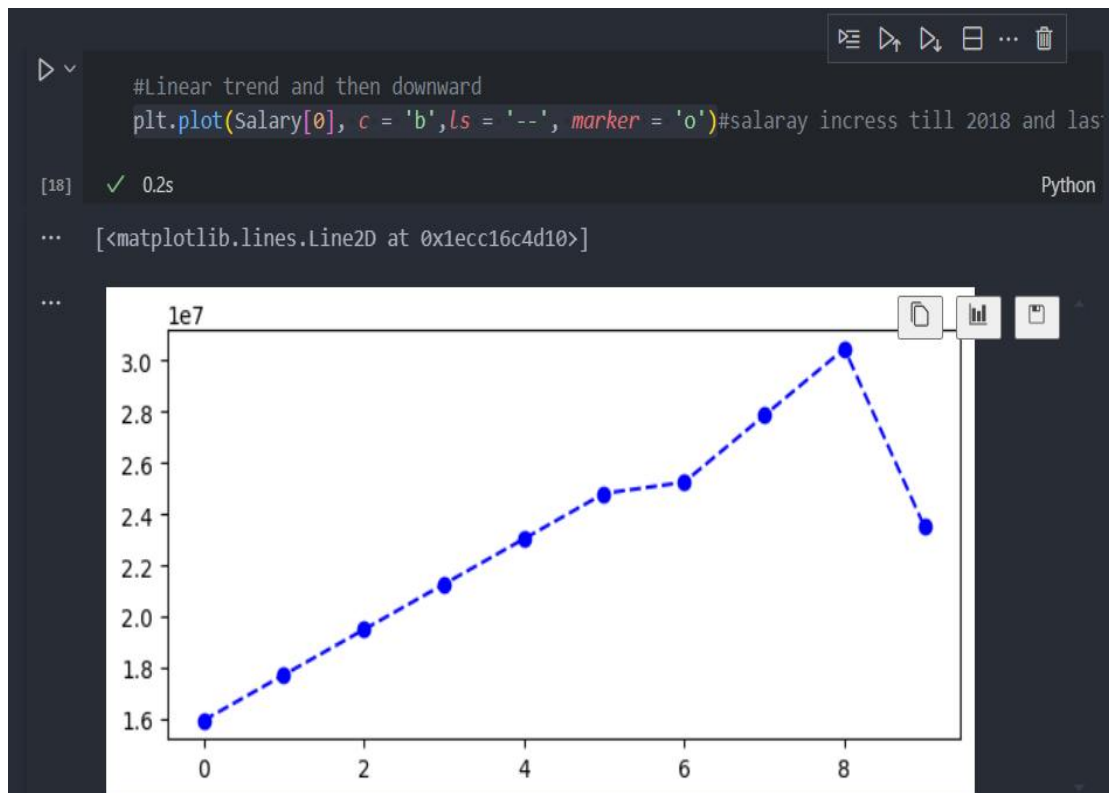 #Linear trend and then downward
plt.plot(Salary[0], c = 'b',ls = '--', marker = 'o')#salaray incress till 2018 and las
[18] ✓ 0.2s Python
... [<matplotlib.lines.Line2D at 0x1ecc16c4d10>]
...
1e7
3.0
2.8
2.6
2.4
2.2
2.0
1.8
1.6
0 2 4 6 8